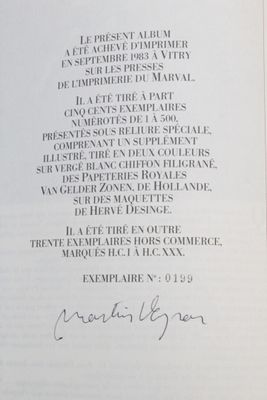 LE PRÉSENT ALBUM
A ÉTÉ ACHEVÉ D'IMPRIMER
EN SEPTEMBRE 1983 À VITRY
SUR LES PRESSES
DE L'IMPRIMERIE DU MARVAL.
IL A ÉTÉ TIRÉ À PART
CINQ CENTS EXEMPLAIRES
NUMÉROTÉS DE 1 À 500,
PRÉSENTÉS SOUS RELIURE SPÉCIALE,
COMPRENANT UN SUPPLÉMENT
ILLUSTRÉ, TIRÉ EN DEUX COULEURS
SUR VERGÉ BLANC CHIFFON FILIGRANÉ,
DES PAPETERIES ROYALES
VAN GELDER ZONEN, DE HOLLANDE,
SUR DES MAQUETTES
DE HERVÉ DESINGE.
IL A ÉTÉ TIRÉ EN OUTRE
TRENTE EXEMPLAIRES HORS COMMERCE,
MARQUÉS H.C. I À H.C. XXX.
EXEMPLAIRE N°: 0199
Martin Veyron